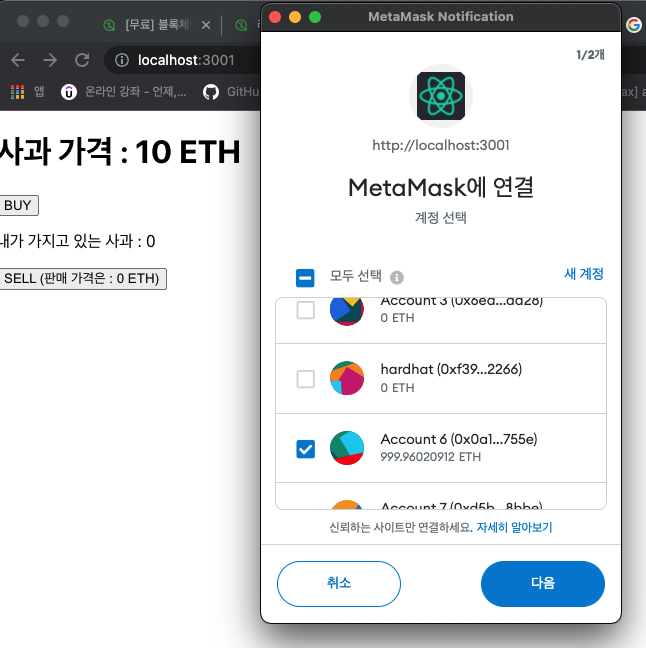 MetaMask Notification
[무료] 블록체
localhost:3001
앱
온라인 강좌 - 언제,...
GitHu
ax] a
사과 가격 : 10 ETH
BUY
내가 가지고 있는 사과 : 0
SELL (판매 가격은 : 0 ETH)
1/2개
http://localhost:3001
MetaMask에 연결
계정 선택
모두 선택
새 계정
Account 3 (0x6ea...dd28)
0 ETH
hardhat (0xf39...2266)
0 ETH
Account 6 (0x0a1...755e)
999.96020912 ETH
Account 7 (0xd5b...8bbe)
신뢰하는 사이트만 연결하세요. 자세히 알아보기
취소
다음